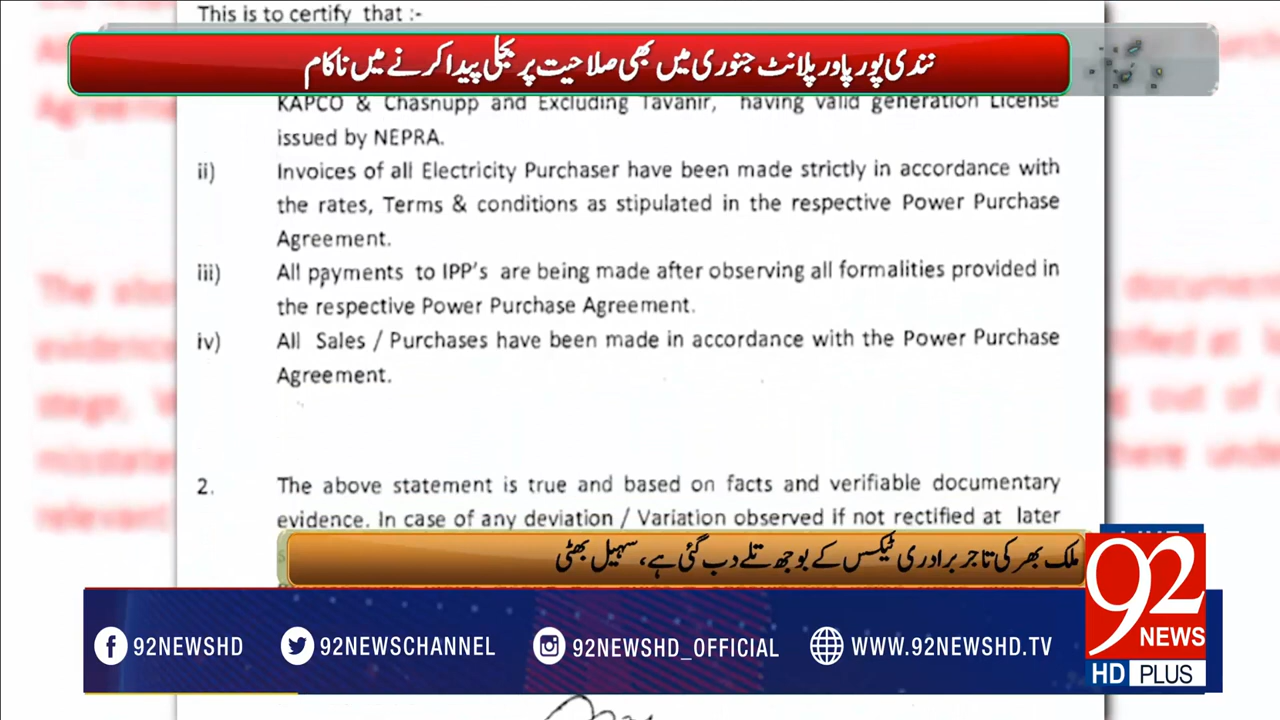 This is to certify that :-
نندی پور پاور پلانٹ جنوری میں بھی صلاحیت پر بجلی پیدا کرنے میں ناکام
KAPCO & Chasnupp and Excluding Tavanir, having valid generation License
issued by NEPRA.
ii) Invoices of all Electricity Purchaser have been made strictly in accordance with
the rates, Terms & conditions as stipulated in the respective Power Purchase
Agreement.
iii) All payments to IPP's are being made after observing all formalities provided in
the respective Power Purchase Agreement.
iv) All Sales / Purchases have been made in accordance with the Power Purchase
Agreement.
2. The above statement is true and based on facts and verifiable documentary
evidence. In case of any deviation / Variation observed if not rectified at later
ملک بھر کی تاجر برادری ٹیکس کے بوجھ تلے دب گئی ہے، سہیل بھٹی
92NEWSHD 92NEWSCHANNEL 92NEWSHD_OFFICIAL WWW.92NEWSHD.TV
92
NEWS
HD PLUS